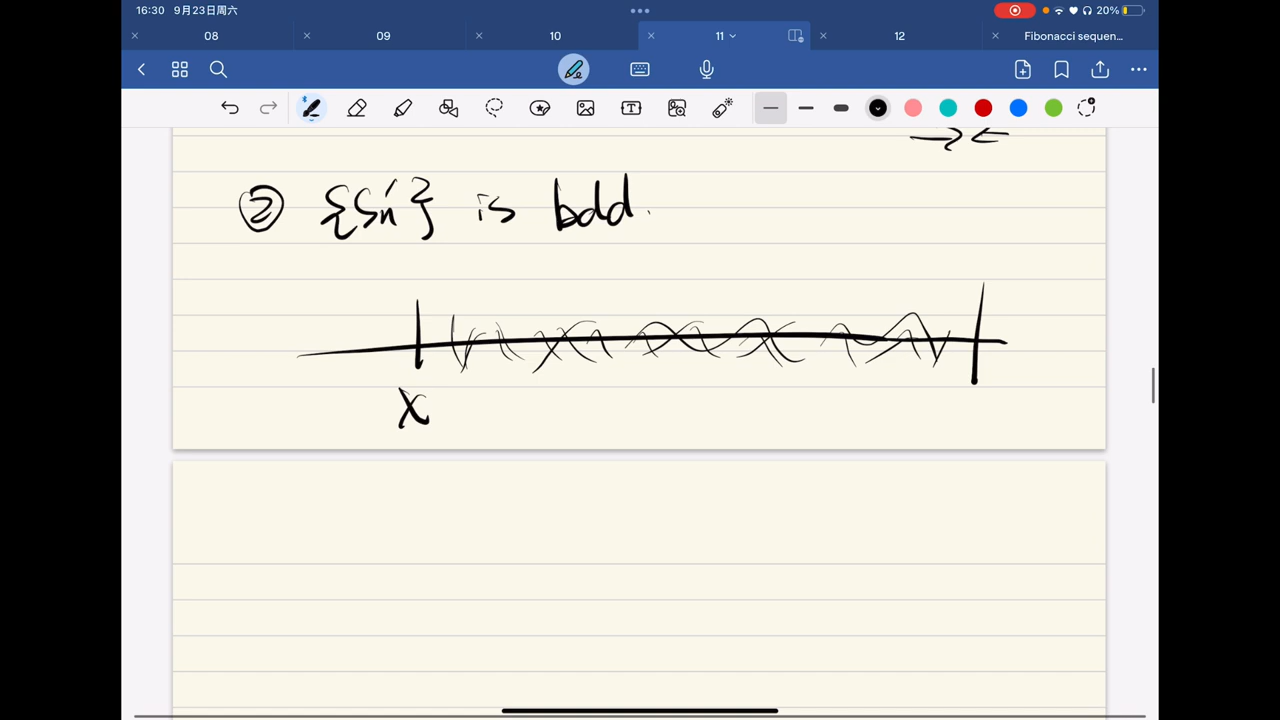 16:30 9月23日周六 20%
08 09 10 11 12 Fibonacci sequen...
→←
② {Sn'} is bdd.
x